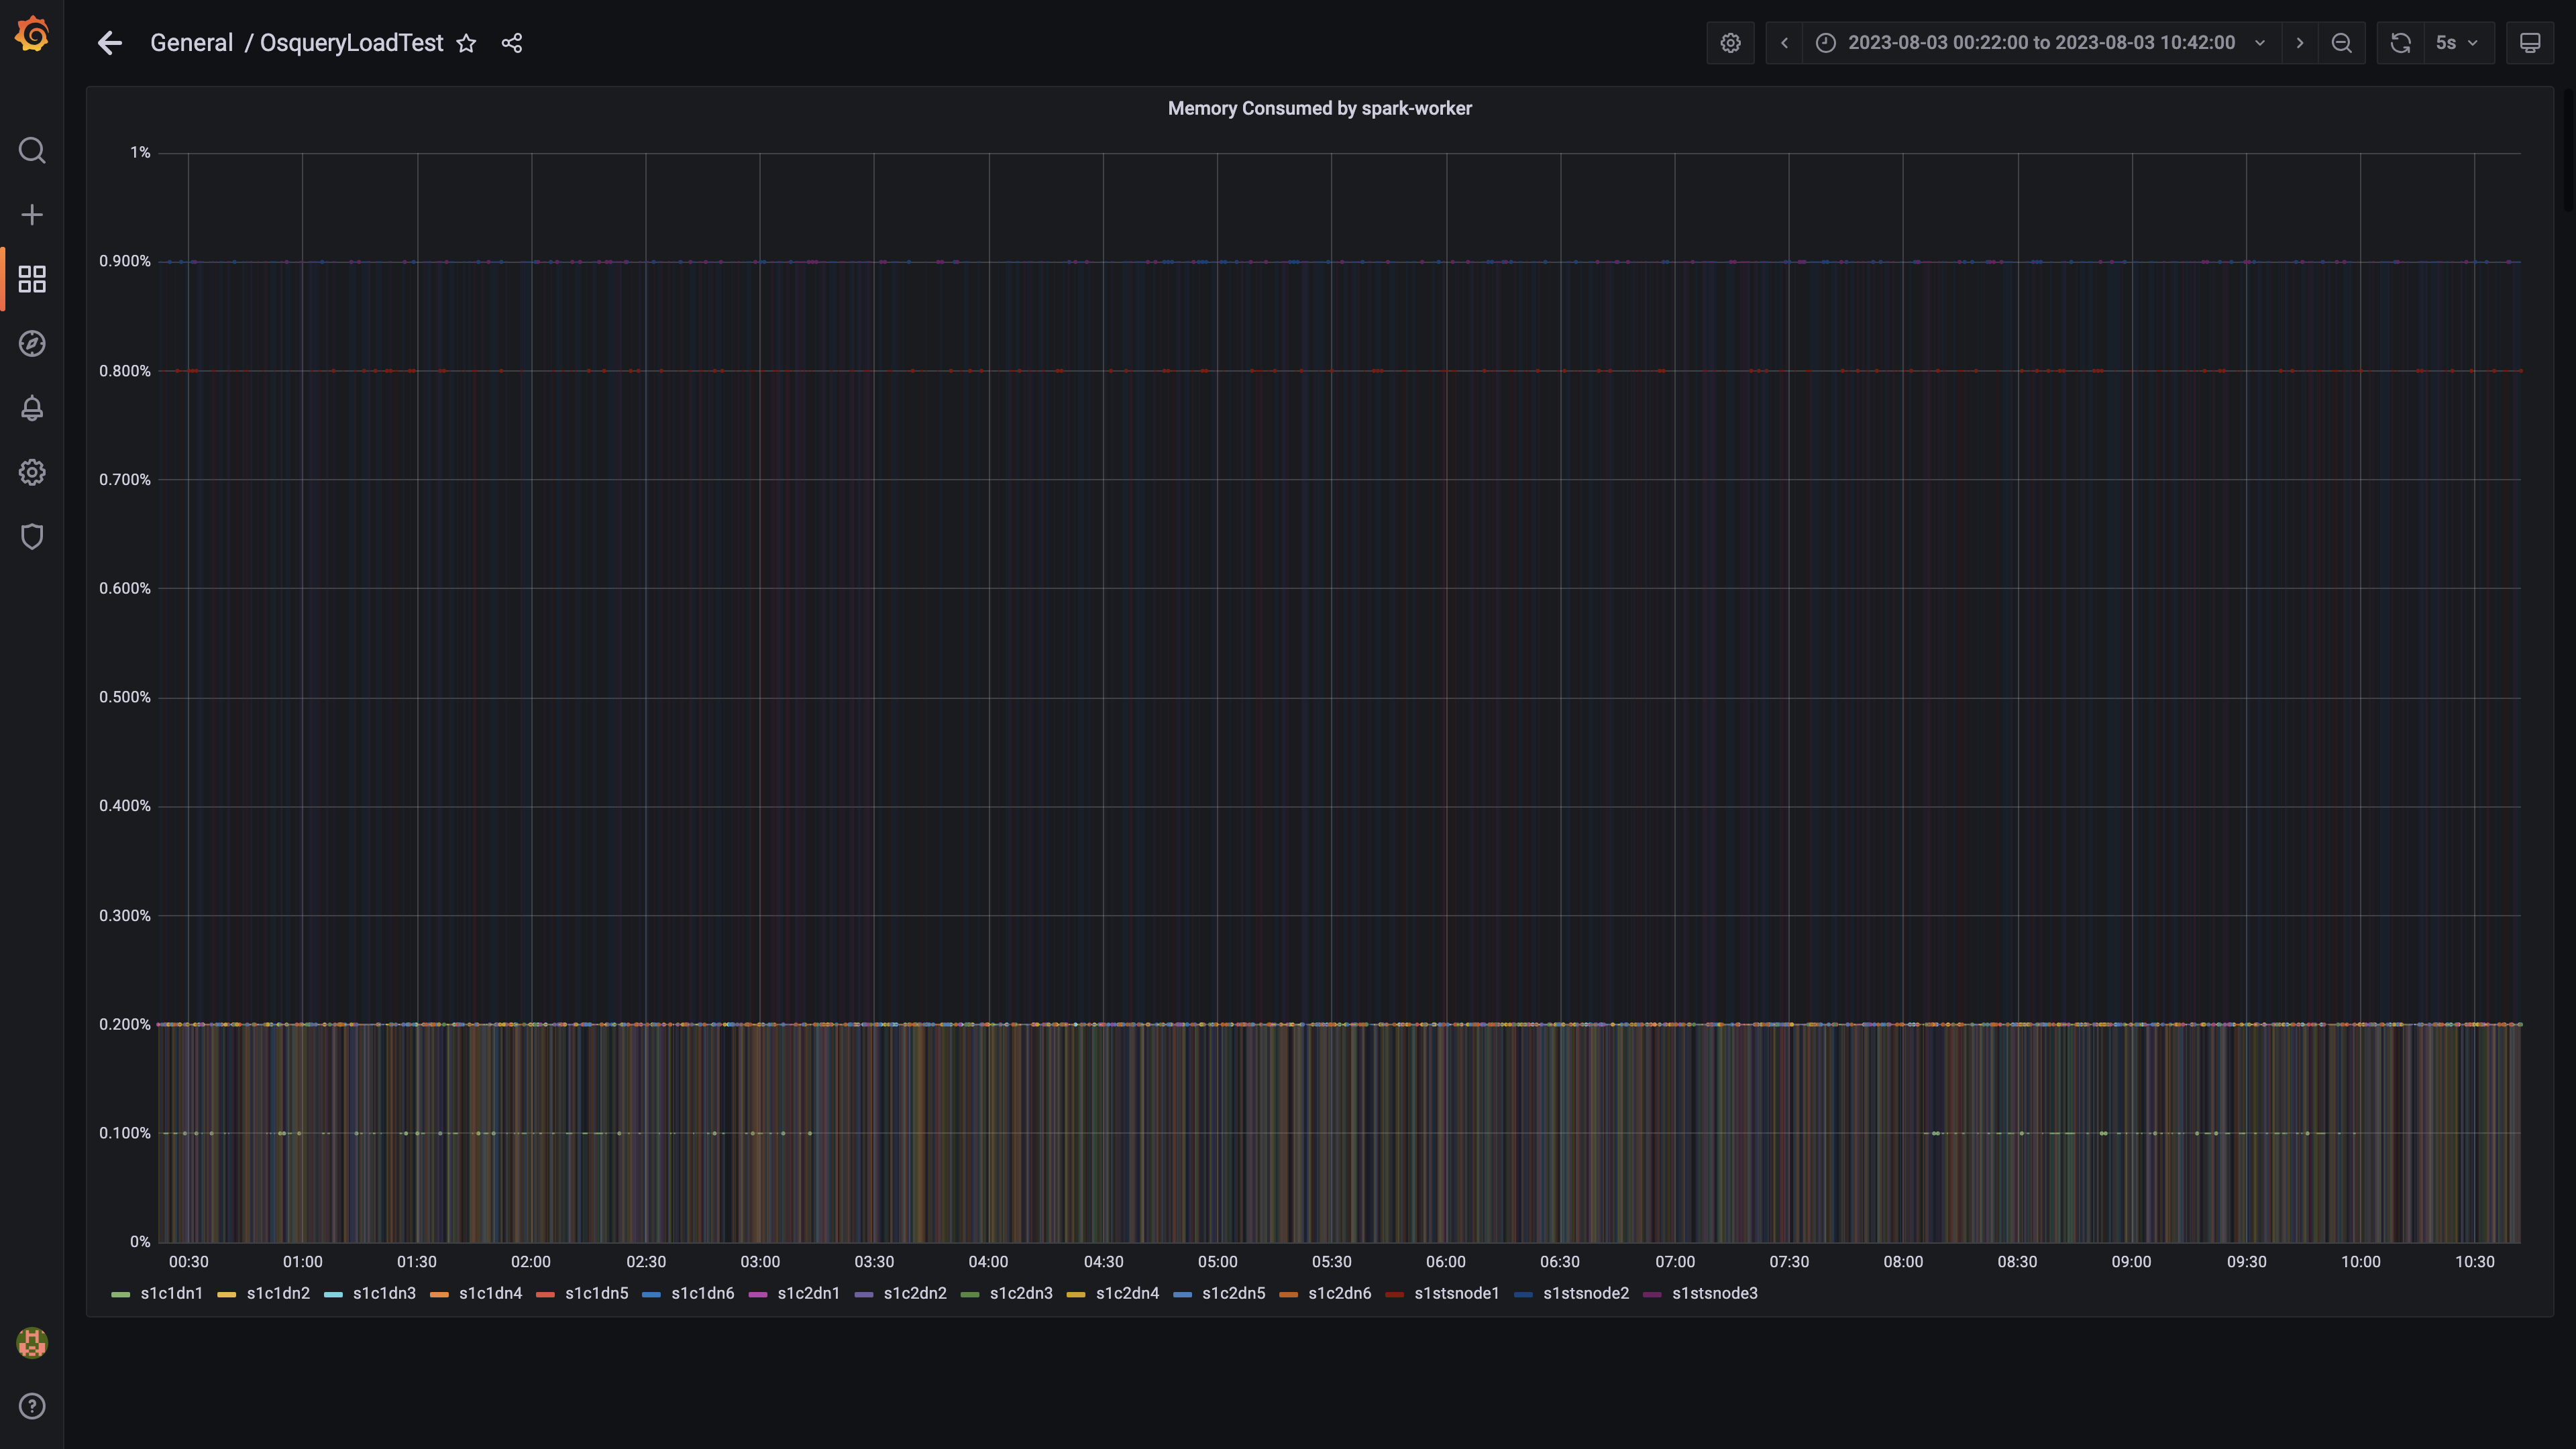 General / OsqueryLoadTest
2023-08-03 00:22:00 to 2023-08-03 10:42:00
5s
Memory Consumed by spark-worker
1%
0.900%
0.800%
0.700%
0.600%
0.500%
0.400%
0.300%
0.200%
0.100%
0%
00:30 01:00 01:30 02:00 02:30 03:00 03:30 04:00 04:30 05:00 05:30 06:00 06:30 07:00 07:30 08:00 08:30 09:00 09:30 10:00 10:30
s1c1dn1 s1c1dn2 s1c1dn3 s1c1dn4 s1c1dn5 s1c1dn6 s1c2dn1 s1c2dn2 s1c2dn3 s1c2dn4 s1c2dn5 s1c2dn6 s1stsnode1 s1stsnode2 s1stsnode3